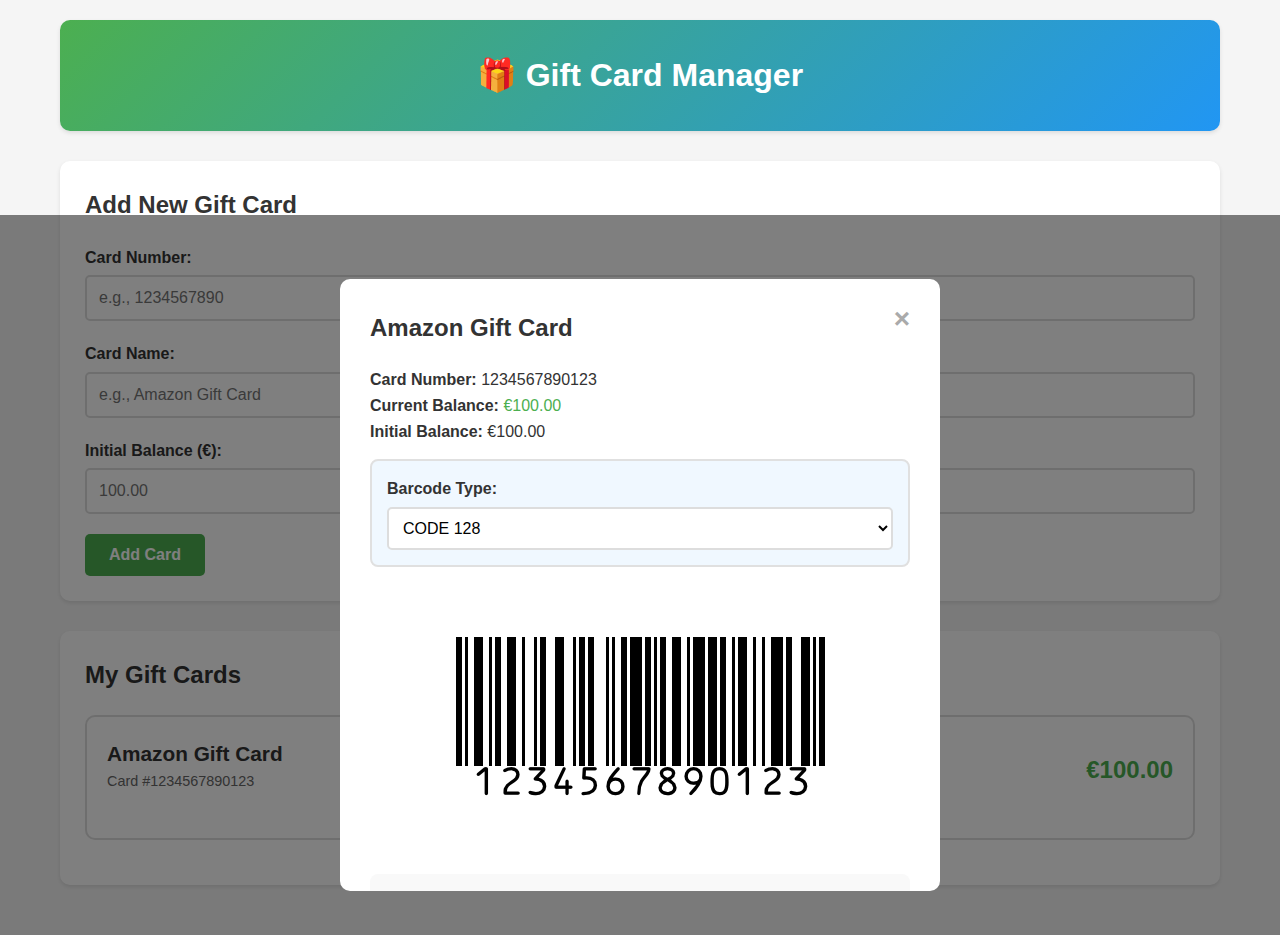 🎁 Gift Card Manager
Add New Gift Card
Card Number:
e.g., 1234567890
Card Name:
e.g., Amazon Gift Card
Initial Balance (€):
100.00
Add Card
My Gift Cards
Amazon Gift Card
Card #1234567890123
€100.00
Amazon Gift Card
×
Card Number: 1234567890123
Current Balance: €100.00
Initial Balance: €100.00
Barcode Type:
CODE 128
1234567890123